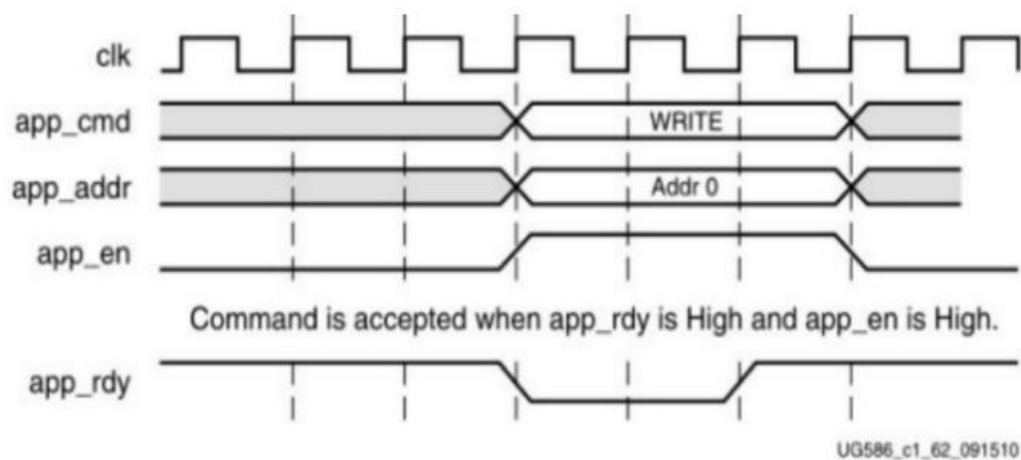 clk
app_cmd WRITE
app_addr Addr 0
app_en
Command is accepted when app_rdy is High and app_en is High.
app_rdy
UG586_c1_62_091510